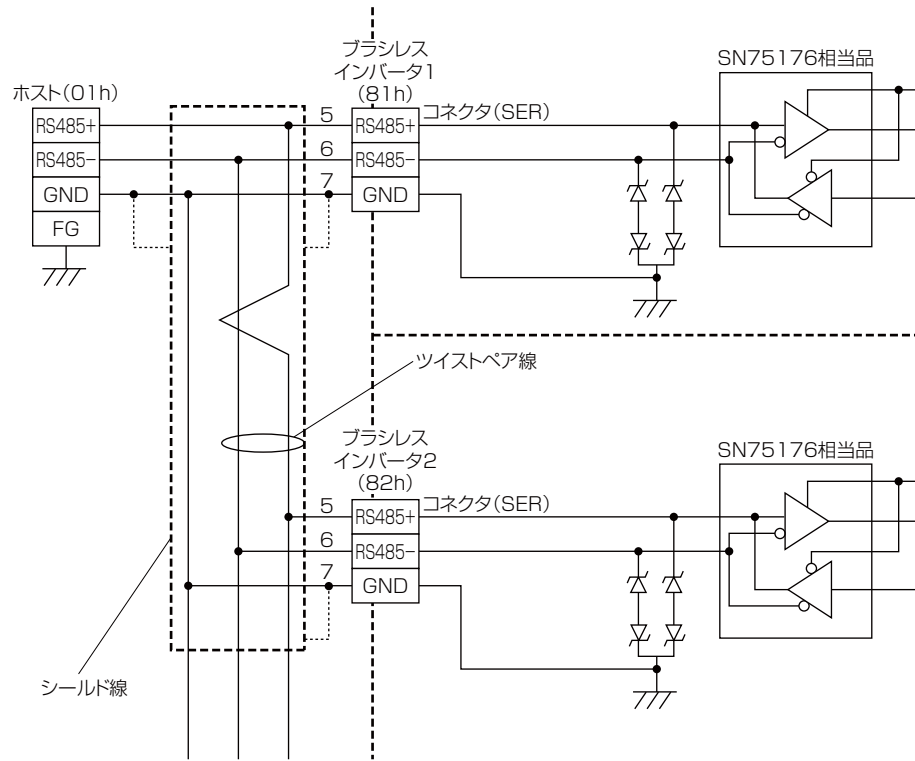 ホスト(01h)
RS485+
RS485−
GND
FG
ブラシレス
インバータ1
(81h)
5
6
7
RS485+
RS485−
GND
コネクタ(SER)
SN75176相当品
ツイストペア線
ブラシレス
インバータ2
(82h)
5
6
7
RS485+
RS485−
GND
コネクタ(SER)
SN75176相当品
シールド線